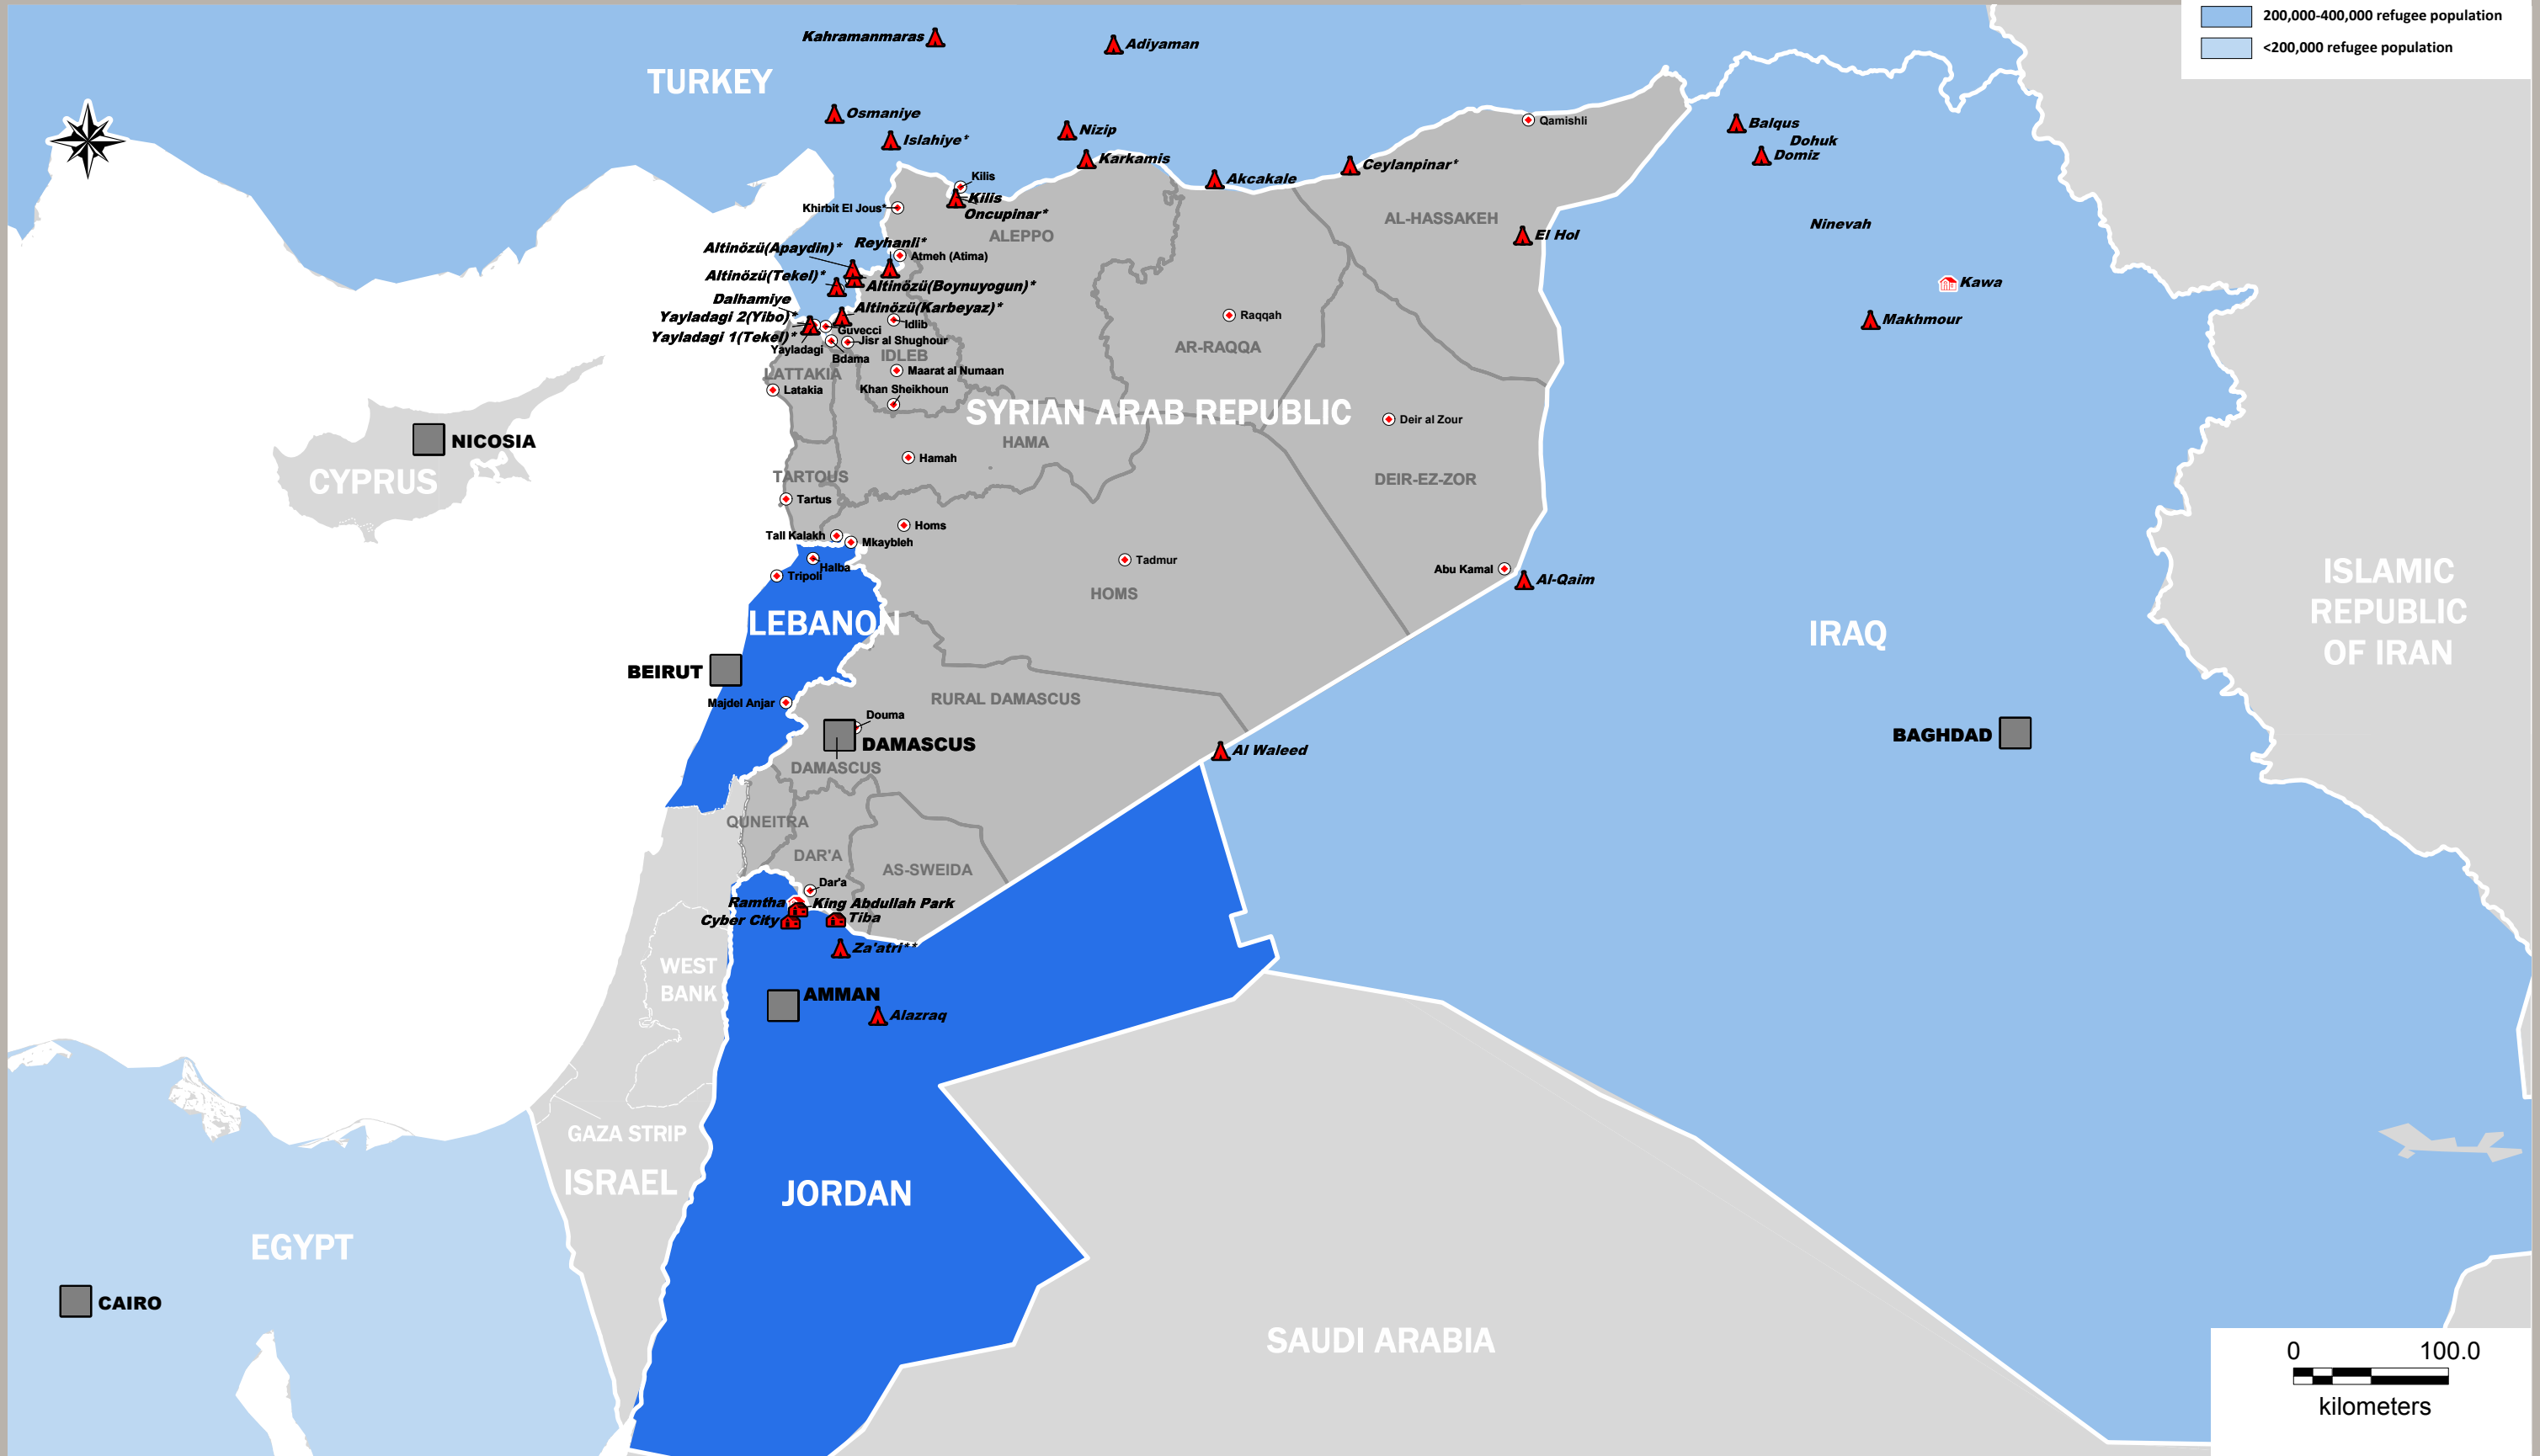 200,000-400,000 refugee population
<200,000 refugee population
Kahramanmaras
Adiyaman
TURKEY
Osmaniye
Islahiye*
Nizip
Karkamis
Qamishli
Balqus
Dohuk
Domiz
Ceylanpinar*
Akcakale
Kilis
Kilis
Oncupinar*
Khirbit El Jous*
ALEPPO
AL-HASSAKEH
Ninevah
El Hol
Altinözü(Apaydin)*
Reyhanli*
Atmeh (Atima)
Altinözü(Tekel)*
Altinözü(Boynuyogun)*
Kawa
Dalhamiye
Altinözü(Karbeyaz)*
Yayladagi 2(Yibo)*
Idlib
Guvecci
Raqqah
Makhmour
Yayladagi 1(Tekel)*
Jisr al Shughour
Yayladagi
Bdama
IDLEB
AR-RAQQA
Maarat al Numaan
LATTAKIA
Latakia
Khan Sheikhoun
SYRIAN ARAB REPUBLIC
Deir al Zour
NICOSIA
HAMA
Hamah
CYPRUS
TARTOUS
DEIR-EZ-ZOR
Tartus
Homs
Tall Kalakh
Mkaybleh
Halba
Tadmur
Tripoli
Abu Kamal
Al-Qaim
HOMS
ISLAMIC
REPUBLIC
OF IRAN
LEBANON
IRAQ
BEIRUT
RURAL DAMASCUS
Majdel Anjar
Douma
DAMASCUS
BAGHDAD
Al Waleed
DAMASCUS
QUNEITRA
DAR'A
AS-SWEIDA
Dar'a
Ramtha
King Abdullah Park
Cyber City
Tiba
Za'atri**
WEST
BANK
AMMAN
Alazraq
GAZA STRIP
ISRAEL
JORDAN
EGYPT
CAIRO
SAUDI ARABIA
0 100.0
kilometers